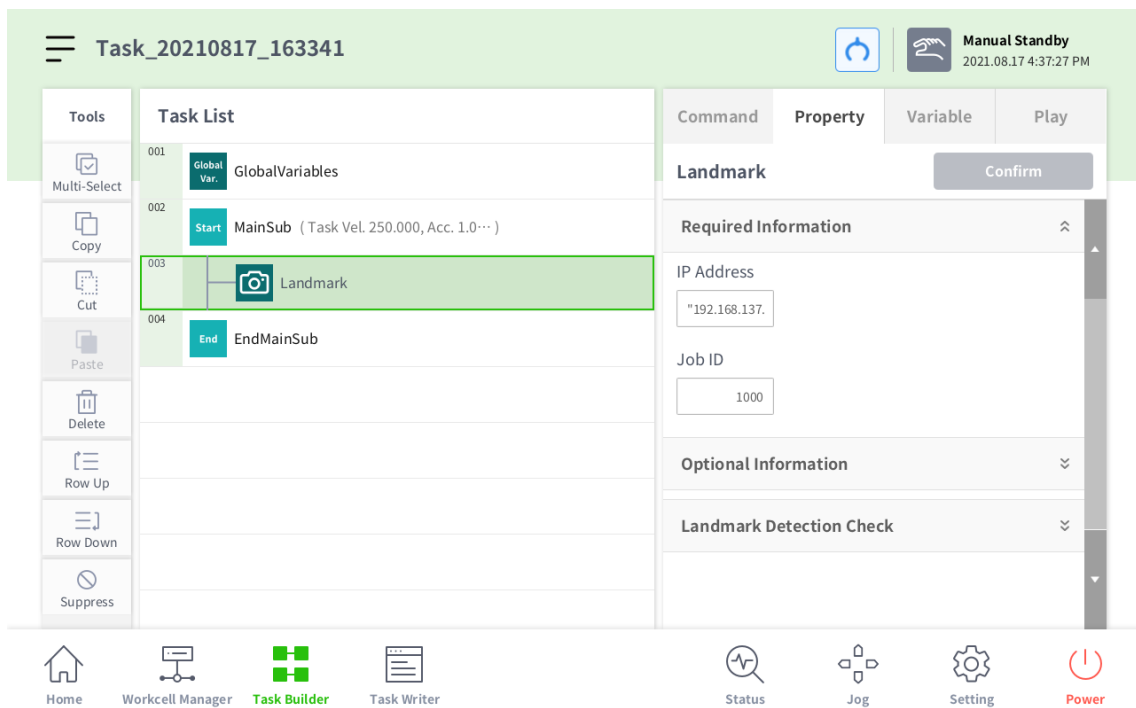 Task_20210817_163341
Manual Standby
2021.08.17 4:37:27 PM
Tools
Multi-Select
Copy
Cut
Paste
Delete
Row Up
Row Down
Suppress
Task List
001
Global Var.
GlobalVariables
002
Start
MainSub ( Task Vel. 250.000, Acc. 1.0··· )
003
Landmark
004
End
EndMainSub
Command Property Variable Play
Landmark
Confirm
Required Information
IP Address
"192.168.137.
Job ID
1000
Optional Information
Landmark Detection Check
Home Workcell Manager Task Builder Task Writer Status Jog Setting Power